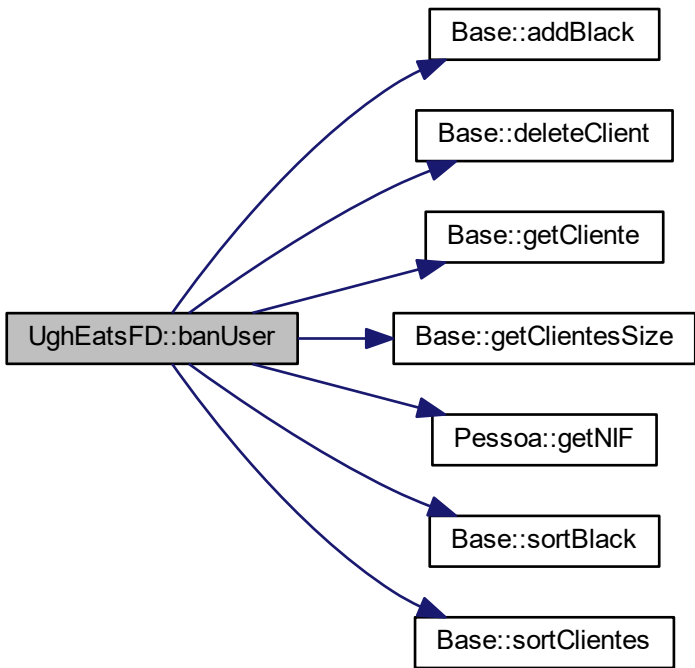 Base::addBlack
Base::deleteClient
Base::getCliente
UghEatsFD::banUser
Base::getClientesSize
Pessoa::getNIF
Base::sortBlack
Base::sortClientes